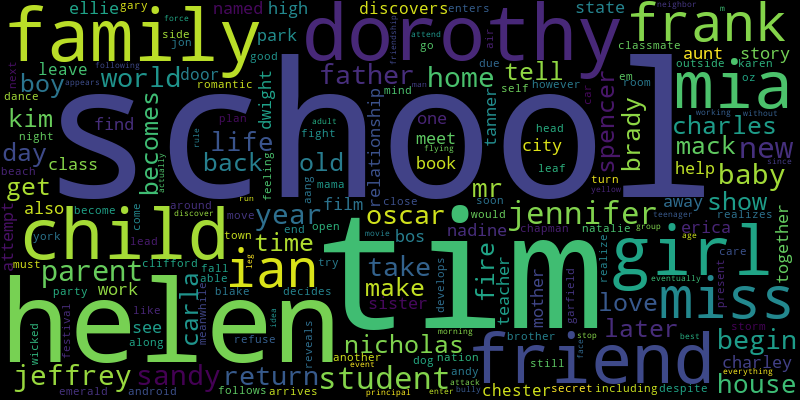 ellie gary named high discovers enters state frank
family dorothy
jon side park go air due classmate
next leave world door good father home tell aunt story
boy romantic mind self however outside karen
dance school em room oz mia
kim find becomes plan dwight relationship tanner spencer brady car working without
night adult one meet head city charles
day class life fight back old book leaf mack new
beach rule aang mama mr turn help baby
get actually feeling flying yellow since
also become around run film close soon away show
attempt come year move oscar would jennifer natalie group erica realizes together
child york town end open movie bos nadine chapman teenager
lead discover time tim realize age girl
must clifford fall ian try take fire care eventually
parent able leg make develops teacher mother garfield love present miss
party work carla blake decides sister later storm
helen like meanwhile idea morning brother stop best begin
wicked festival see refuse reveals nicholas friend face charley
along another event dog nation still everything
jeffrey sandy return student andy attack chester secret including despite house
emerald android follows arrives principal enter bully
force following appears friendship attend man neighbor m